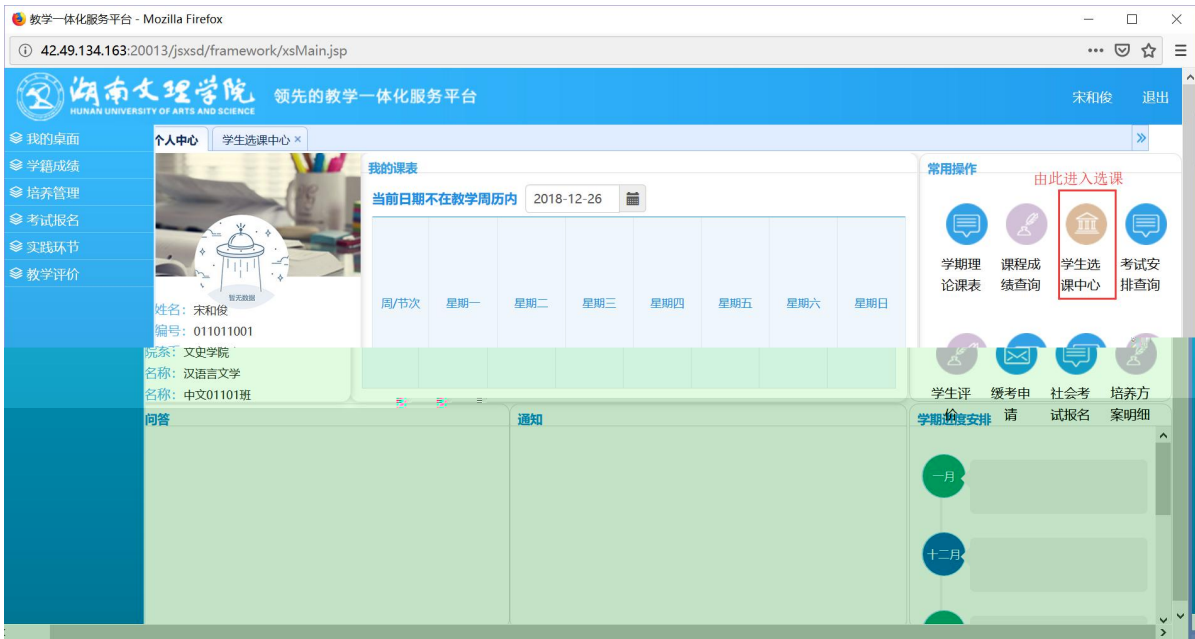 教学一体化服务平台 - Mozilla Firefox
42.49.134.163:20013/jsxsd/framework/xsMain.jsp
湖南文理学院
HUNAN UNIVERSITY OF ARTS AND SCIENCE
领先的教学一体化服务平台
宋和俊 退出
我的桌面
学籍成绩
培养管理
考试报名
实践环节
教学评价
个人中心 学生选课中心 ×
暂无数据
姓名：宋和俊
编号：011011001
院系：文史学院
名称：汉语言文学
名称：中文01101班
我的课表
当前日期不在教学周历内 2018-12-26
周/节次 星期一 星期二 星期三 星期四 星期五 星期六 星期日
常用操作
由此进入选课
学期理论课表
课程成绩查询
学生选课中心
考试安排查询
学生评价
缓考申请
社会考试报名
培养方案明细
问答
通知
学期进度安排
一月
十二月